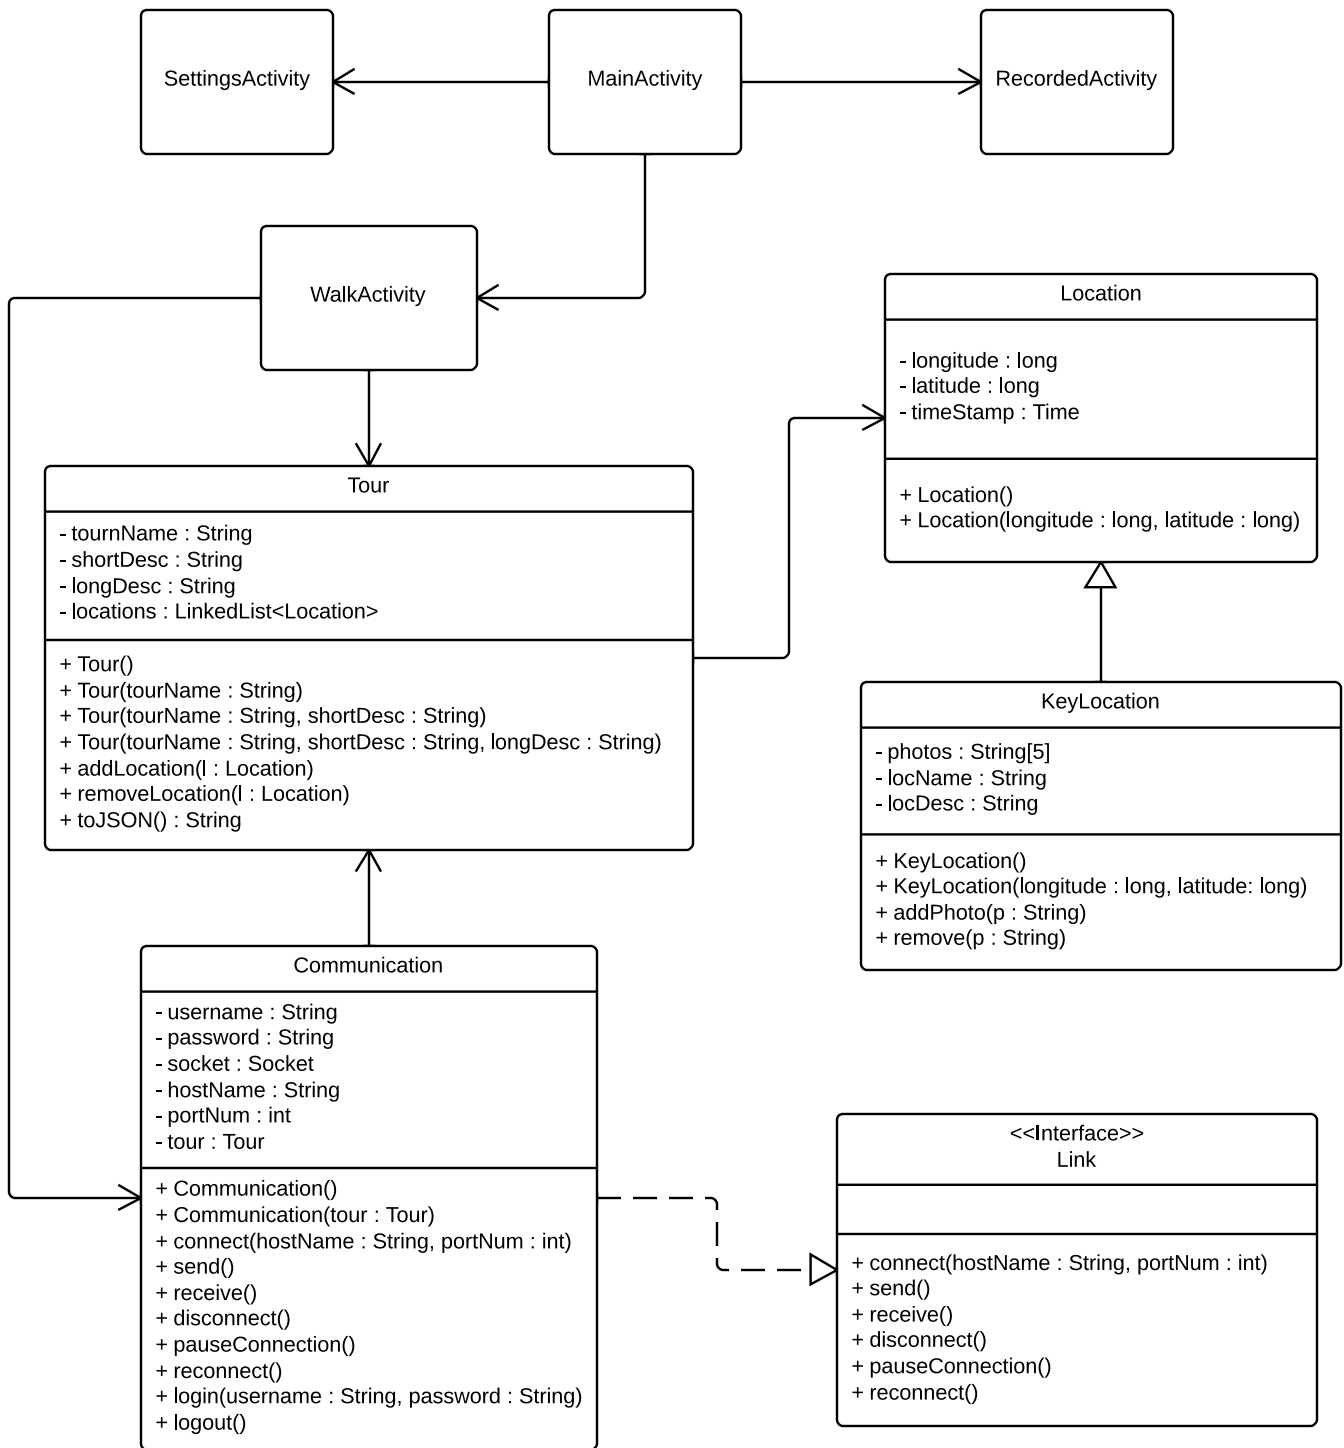 SettingsActivity
MainActivity
RecordedActivity
WalkActivity
Location
- longitude : long
- latitude : long
- timeStamp : Time
+ Location()
+ Location(longitude : long, latitude : long)
Tour
- tournName : String
- shortDesc : String
- longDesc : String
- locations : LinkedList<Location>
+ Tour()
+ Tour(tourName : String)
+ Tour(tourName : String, shortDesc : String)
+ Tour(tourName : String, shortDesc : String, longDesc : String)
+ addLocation(l : Location)
+ removeLocation(l : Location)
+ toJSON() : String
KeyLocation
- photos : String[5]
- locName : String
- locDesc : String
+ KeyLocation()
+ KeyLocation(longitude : long, latitude: long)
+ addPhoto(p : String)
+ remove(p : String)
Communication
- username : String
- password : String
- socket : Socket
- hostName : String
- portNum : int
- tour : Tour
+ Communication()
+ Communication(tour : Tour)
+ connect(hostName : String, portNum : int)
+ send()
+ receive()
+ disconnect()
+ pauseConnection()
+ reconnect()
+ login(username : String, password : String)
+ logout()
<<Interface>>
Link
+ connect(hostName : String, portNum : int)
+ send()
+ receive()
+ disconnect()
+ pauseConnection()
+ reconnect()